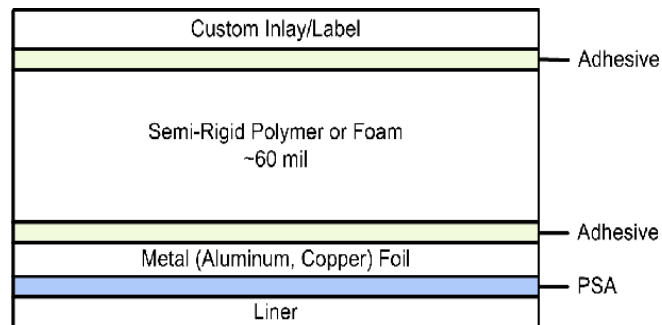 Custom Inlay/Label
Adhesive
Semi-Rigid Polymer or Foam
~60 mil
Adhesive
Metal (Aluminum, Copper) Foil
PSA
Liner